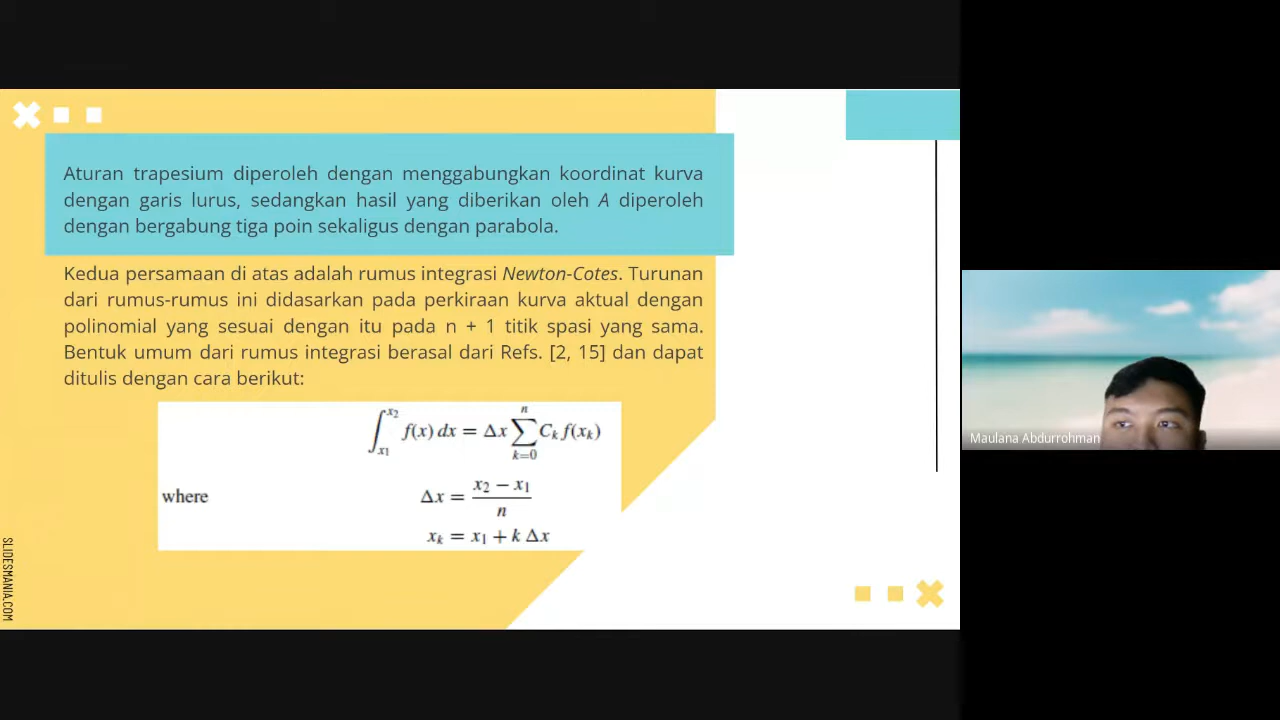 Aturan trapesium diperoleh dengan menggabungkan koordinat kurva
dengan garis lurus, sedangkan hasil yang diberikan oleh A diperoleh
dengan bergabung tiga poin sekaligus dengan parabola.
Kedua persamaan di atas adalah rumus integrasi Newton-Cotes. Turunan
dari rumus-rumus ini didasarkan pada perkiraan kurva aktual dengan
polinomial yang sesuai dengan itu pada n + 1 titik spasi yang sama.
Bentuk umum dari rumus integrasi berasal dari Refs. [2, 15] dan dapat
ditulis dengan cara berikut:
∫_{x₁}^{x₂} f(x) dx = Δx ∑_{k=0}^{n} C_k f(x_k)
where Δx = (x₂ − x₁)/n
x_k = x₁ + k Δx
SLIDESMANIA.COM
Maulana Abdurrohman